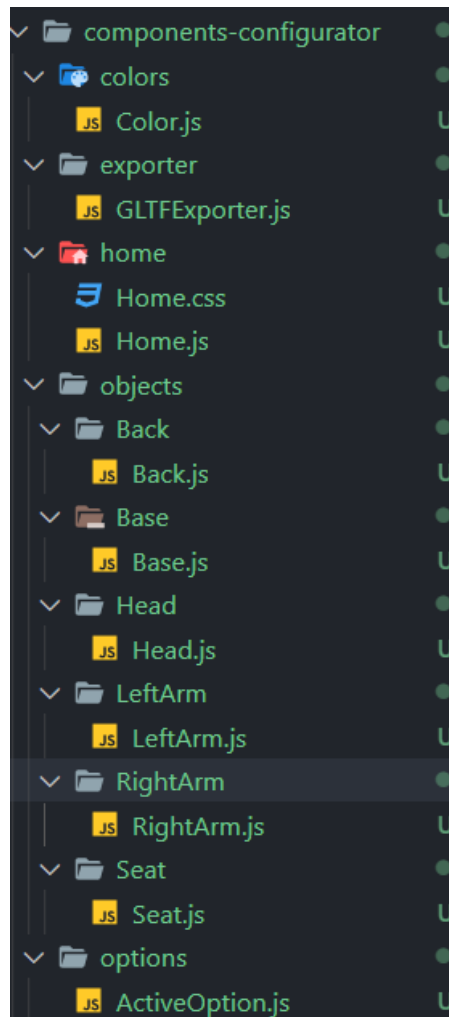 components-configurator
colors
JS Color.js U
exporter
JS GLTFExporter.js U
home
Home.css U
JS Home.js U
objects
Back
JS Back.js U
Base
JS Base.js U
Head
JS Head.js U
LeftArm
JS LeftArm.js U
RightArm
JS RightArm.js U
Seat
JS Seat.js U
options
JS ActiveOption.js U